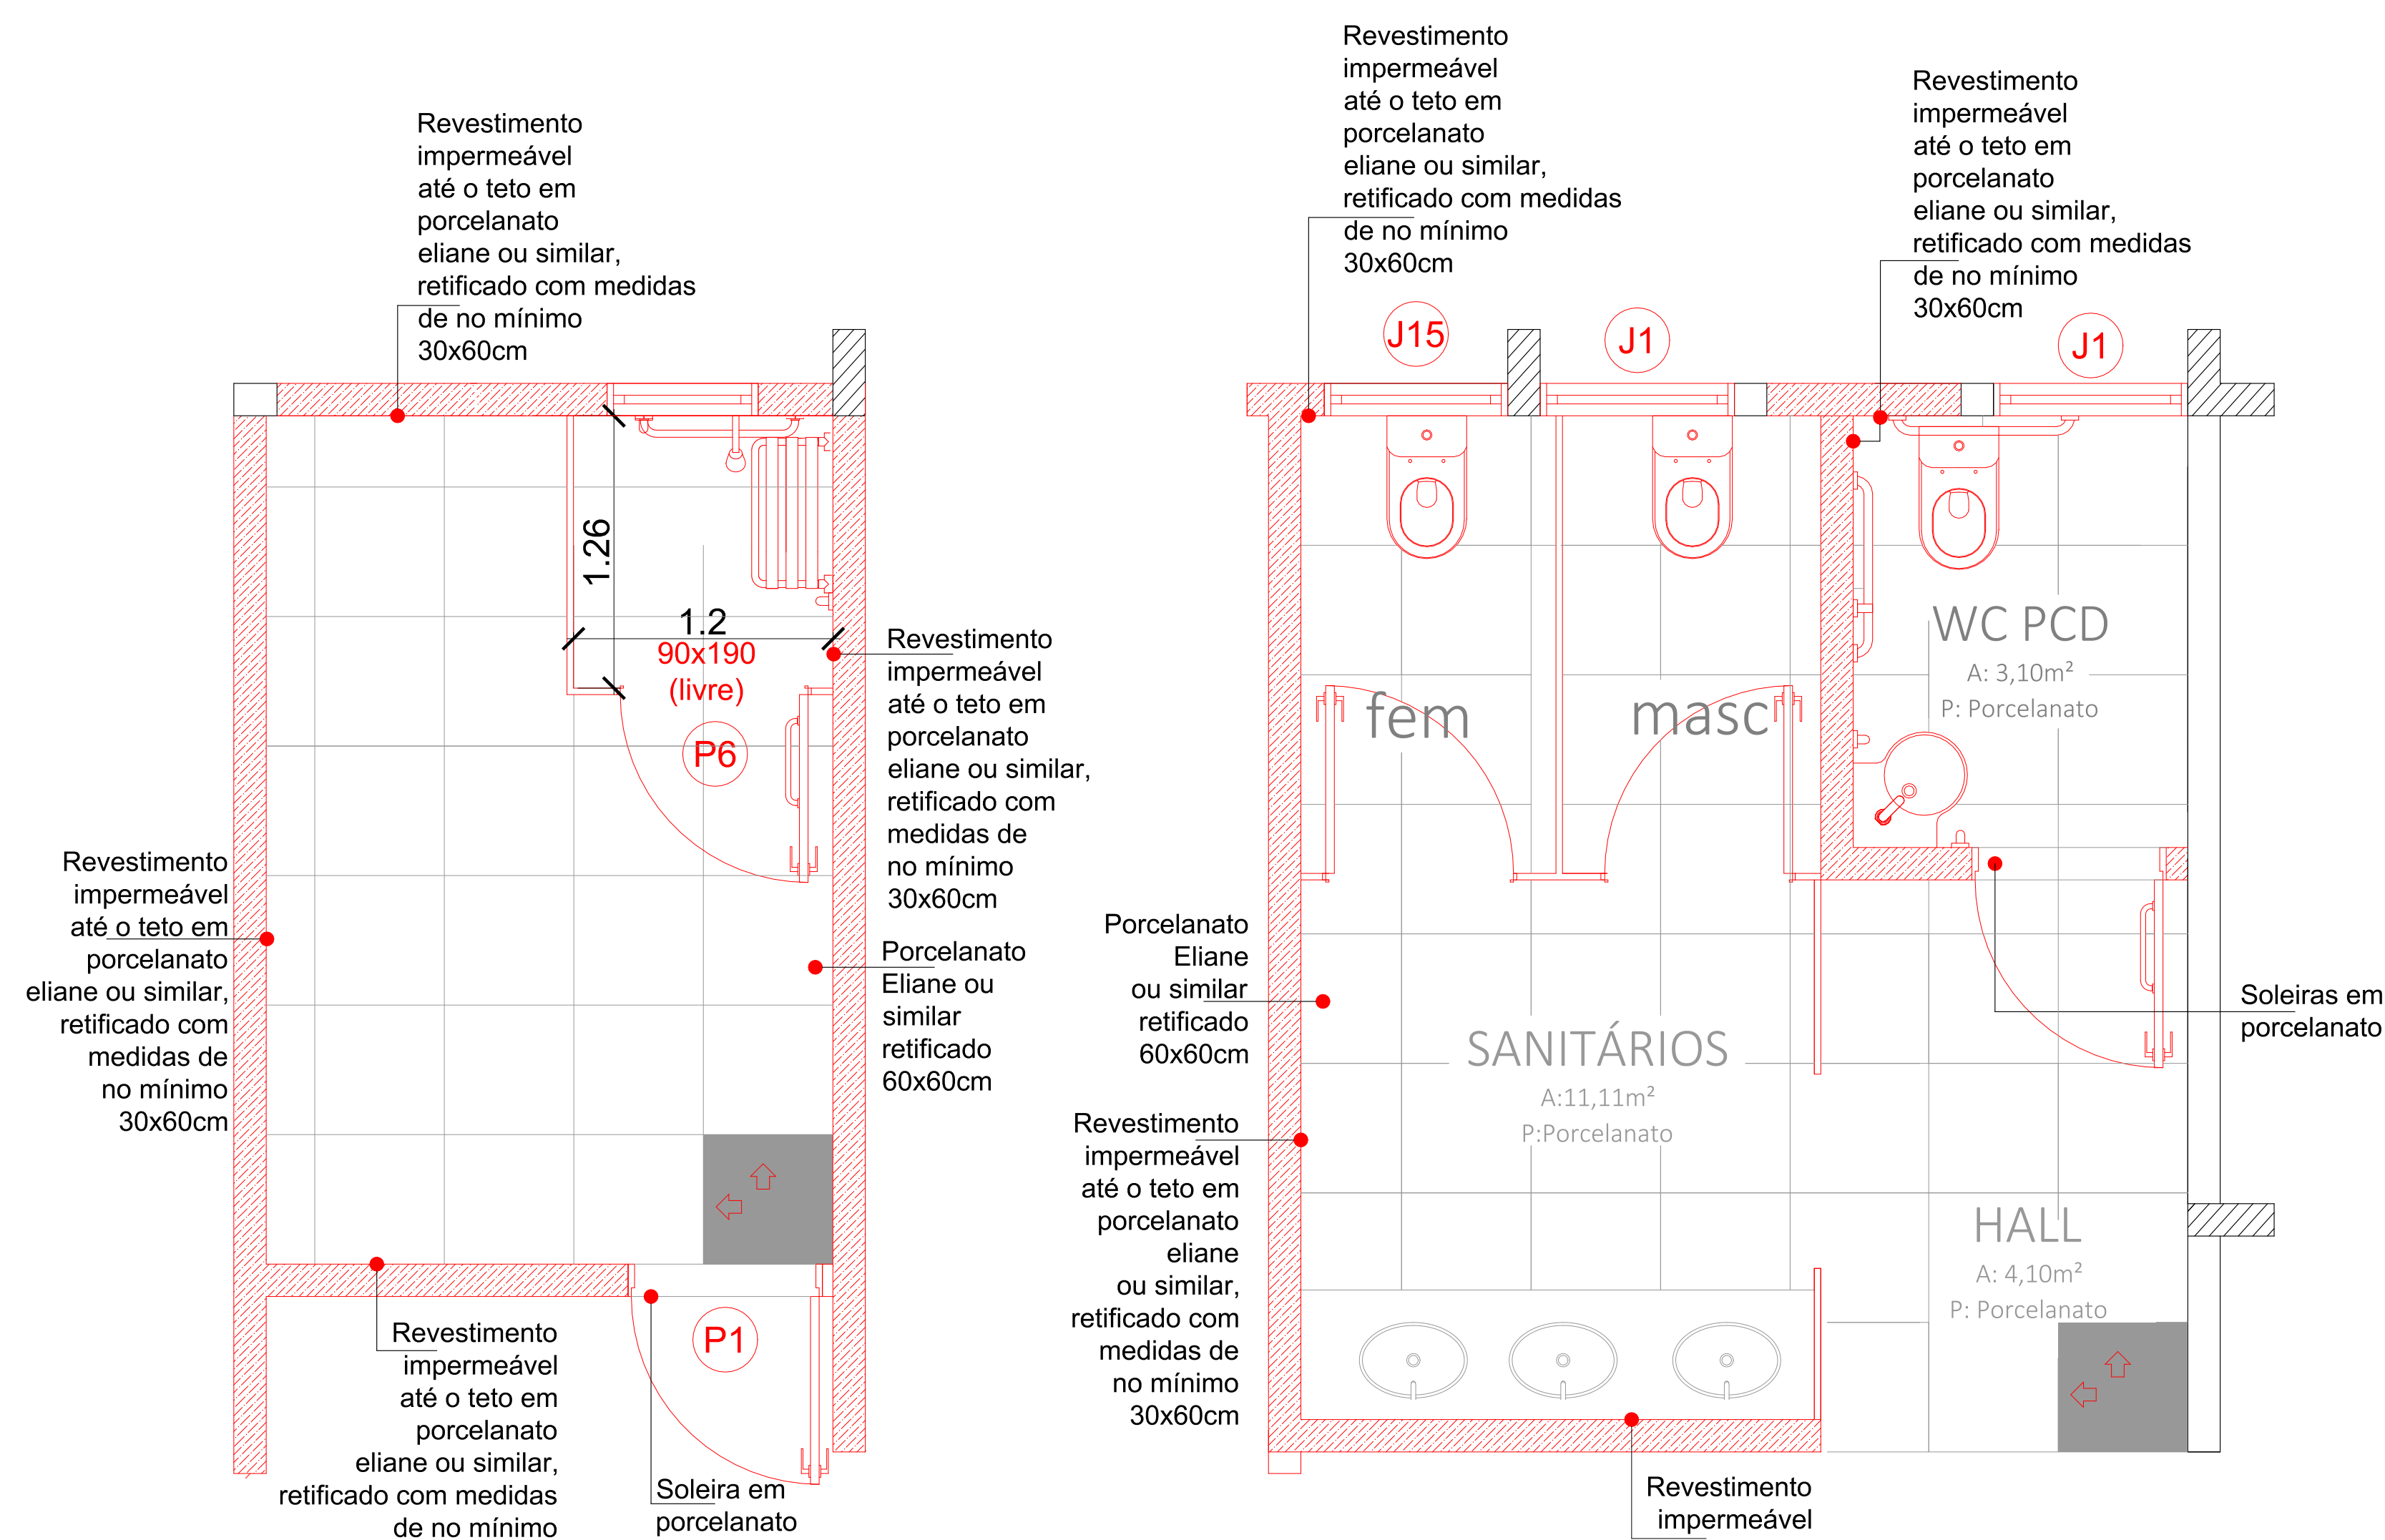 Revestimento
impermeável
até o teto em
porcelanato
eliane ou similar,
retificado com medidas
de no mínimo
30x60cm
Revestimento
impermeável
até o teto em
porcelanato
eliane ou similar,
retificado com medidas
de no mínimo
30x60cm
Revestimento
impermeável
até o teto em
porcelanato
eliane ou similar,
retificado com medidas
de no mínimo
30x60cm
J15
J1
J1
1.26
1.2
90x190
(livre)
P6
Revestimento
impermeável
até o teto em
porcelanato
eliane ou similar,
retificado com
medidas de
no mínimo
30x60cm
Revestimento
impermeável
até o teto em
porcelanato
eliane ou similar,
retificado com
medidas de
no mínimo
30x60cm
Porcelanato
Eliane ou
similar
retificado
60x60cm
fem
masc
WC PCD
A: 3,10m²
P: Porcelanato
Porcelanato
Eliane
ou similar
retificado
60x60cm
Soleiras em
porcelanato
SANITÁRIOS
A:11,11m²
P:Porcelanato
Revestimento
impermeável
até o teto em
porcelanato
eliane
ou similar,
retificado com
medidas de
no mínimo
30x60cm
HALL
A: 4,10m²
P: Porcelanato
P1
Revestimento
impermeável
até o teto em
porcelanato
eliane ou similar,
retificado com medidas
de no mínimo
Soleira em
porcelanato
Revestimento
impermeável